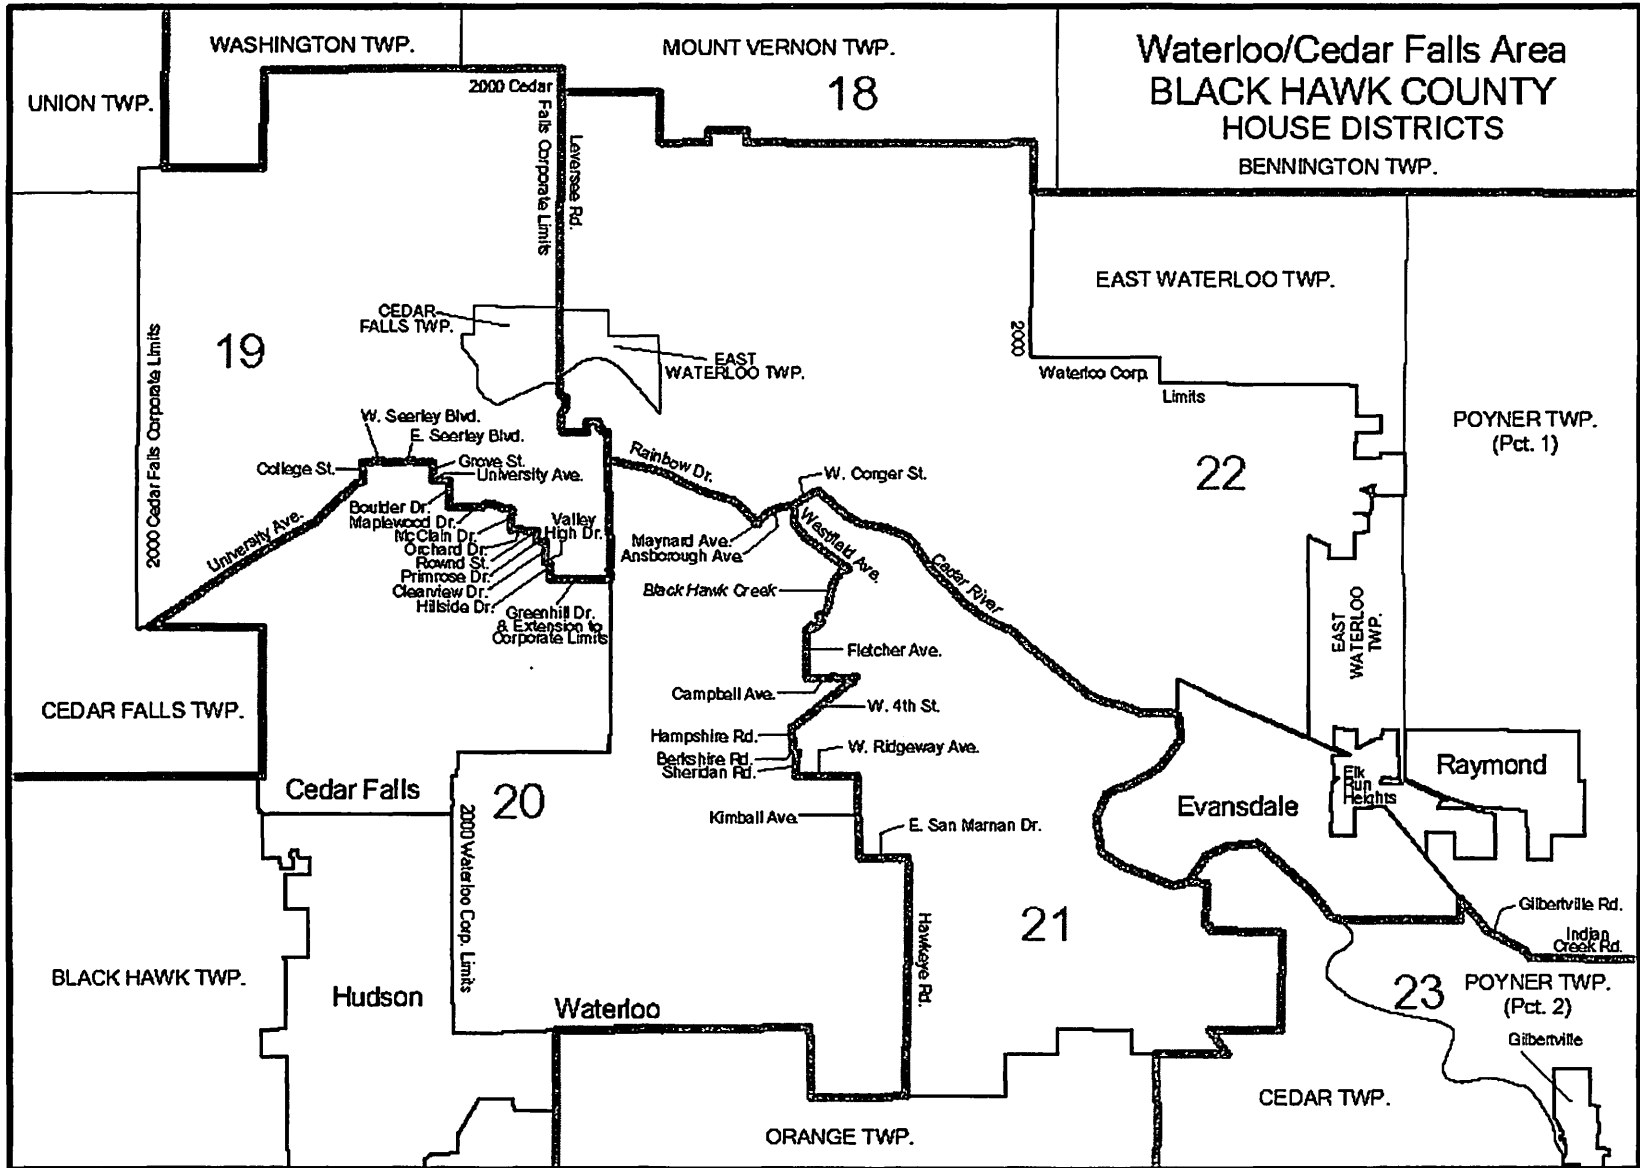 WASHINGTON TWP.
MOUNT VERNON TWP.
Waterloo/Cedar Falls Area
BLACK HAWK COUNTY
HOUSE DISTRICTS
BENNINGTON TWP.
UNION TWP.
18
2000 Cedar
Falls Corporate Limits
Leversee Rd.
EAST WATERLOO TWP.
CEDAR
FALLS TWP.
19
2000 Cedar Falls Corporate Limits
EAST
WATERLOO TWP.
2000
Waterloo Corp.
Limits
POYNER TWP.
(Pct. 1)
W. Seerley Blvd.
E. Seerley Blvd.
College St.
Grove St.
University Ave.
Rainbow Dr.
W. Conger St.
22
University Ave.
Boulder Dr.
Maplewood Dr.
McClain Dr.
Orchard Dr.
Rownd St.
Primrose Dr.
Clearview Dr.
Hillside Dr.
Valley
High Dr.
Greenhill Dr.
& Extension to
Corporate Limits
Maynard Ave.
Ansborough Ave.
Westfield Ave.
Black Hawk Creek
Cedar River
EAST
WATERLOO
TWP.
Fletcher Ave.
Campbell Ave.
W. 4th St.
CEDAR FALLS TWP.
Hampshire Rd.
Berkshire Rd.
Sheridan Rd.
W. Ridgeway Ave.
Cedar Falls
20
Kimball Ave.
E. San Marnan Dr.
Evansdale
Elk
Run
Heights
Raymond
2000 Waterloo Corp. Limits
Hawkeye Rd.
21
Gilbertville Rd.
Indian
Creek Rd.
BLACK HAWK TWP.
Hudson
Waterloo
23
POYNER TWP.
(Pct. 2)
Gilbertville
CEDAR TWP.
ORANGE TWP.